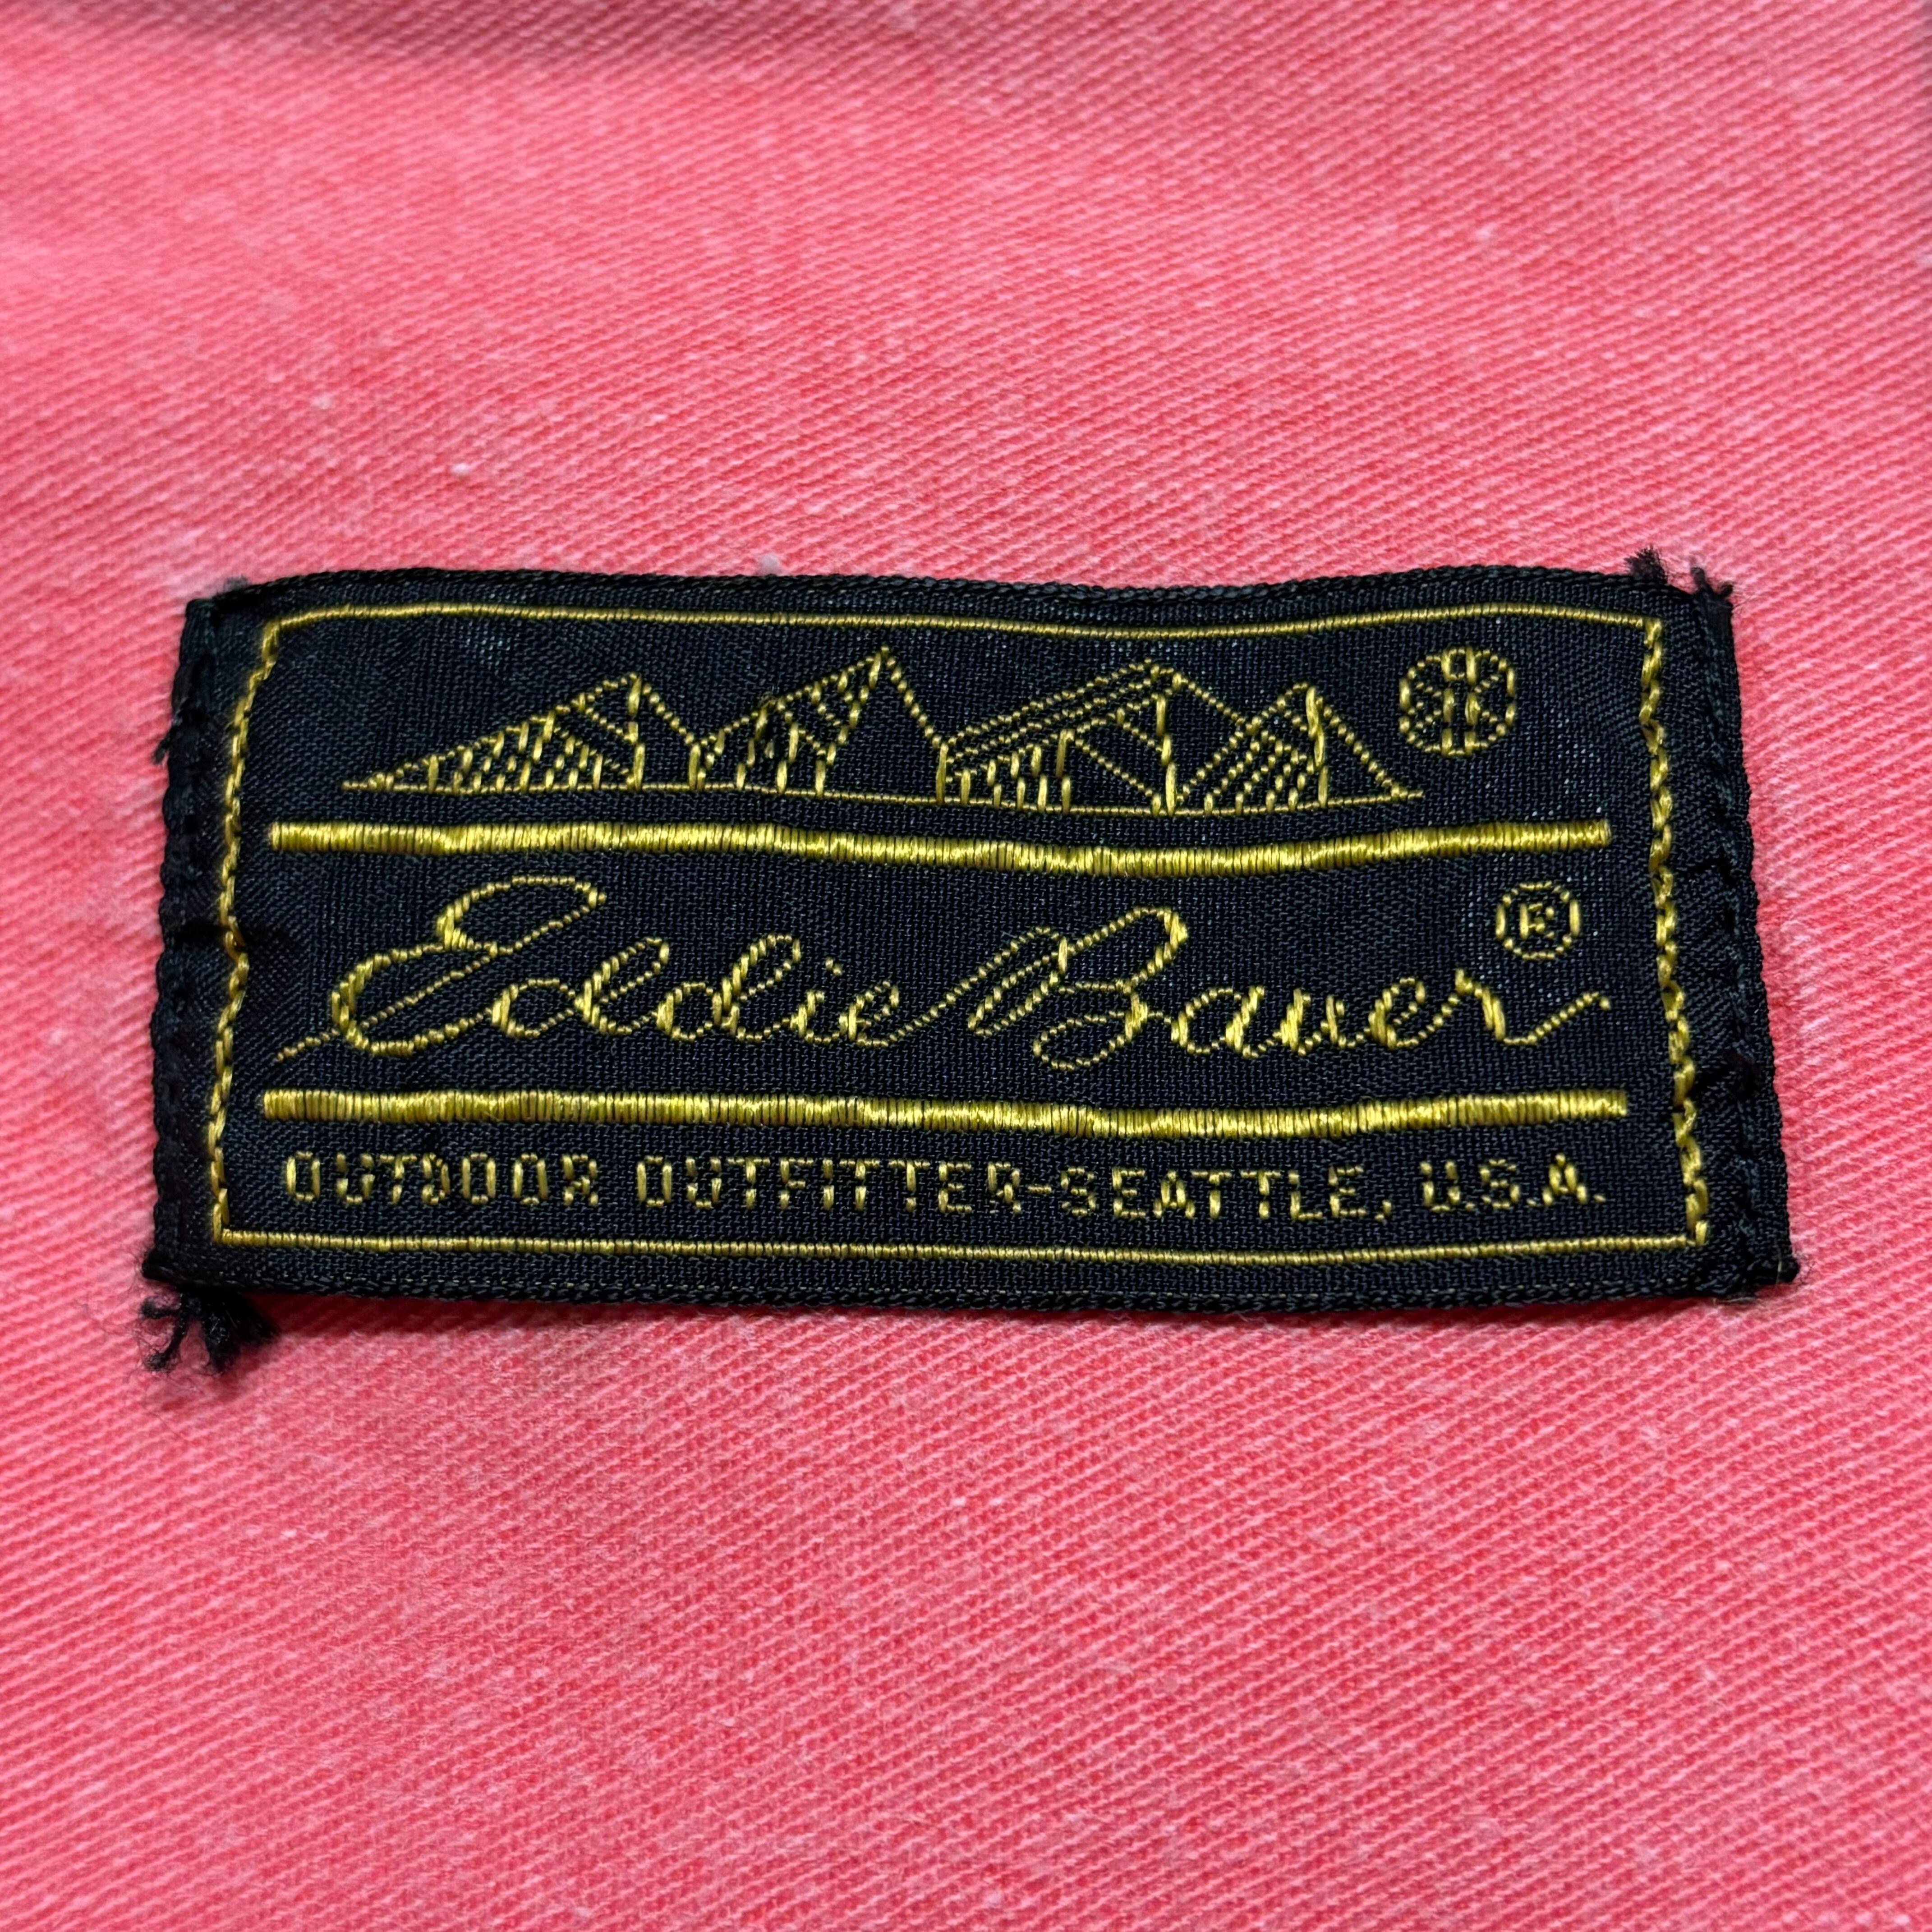 Eddie Bauer ®
OUTDOOR OUTFITTER-SEATTLE, U.S.A.